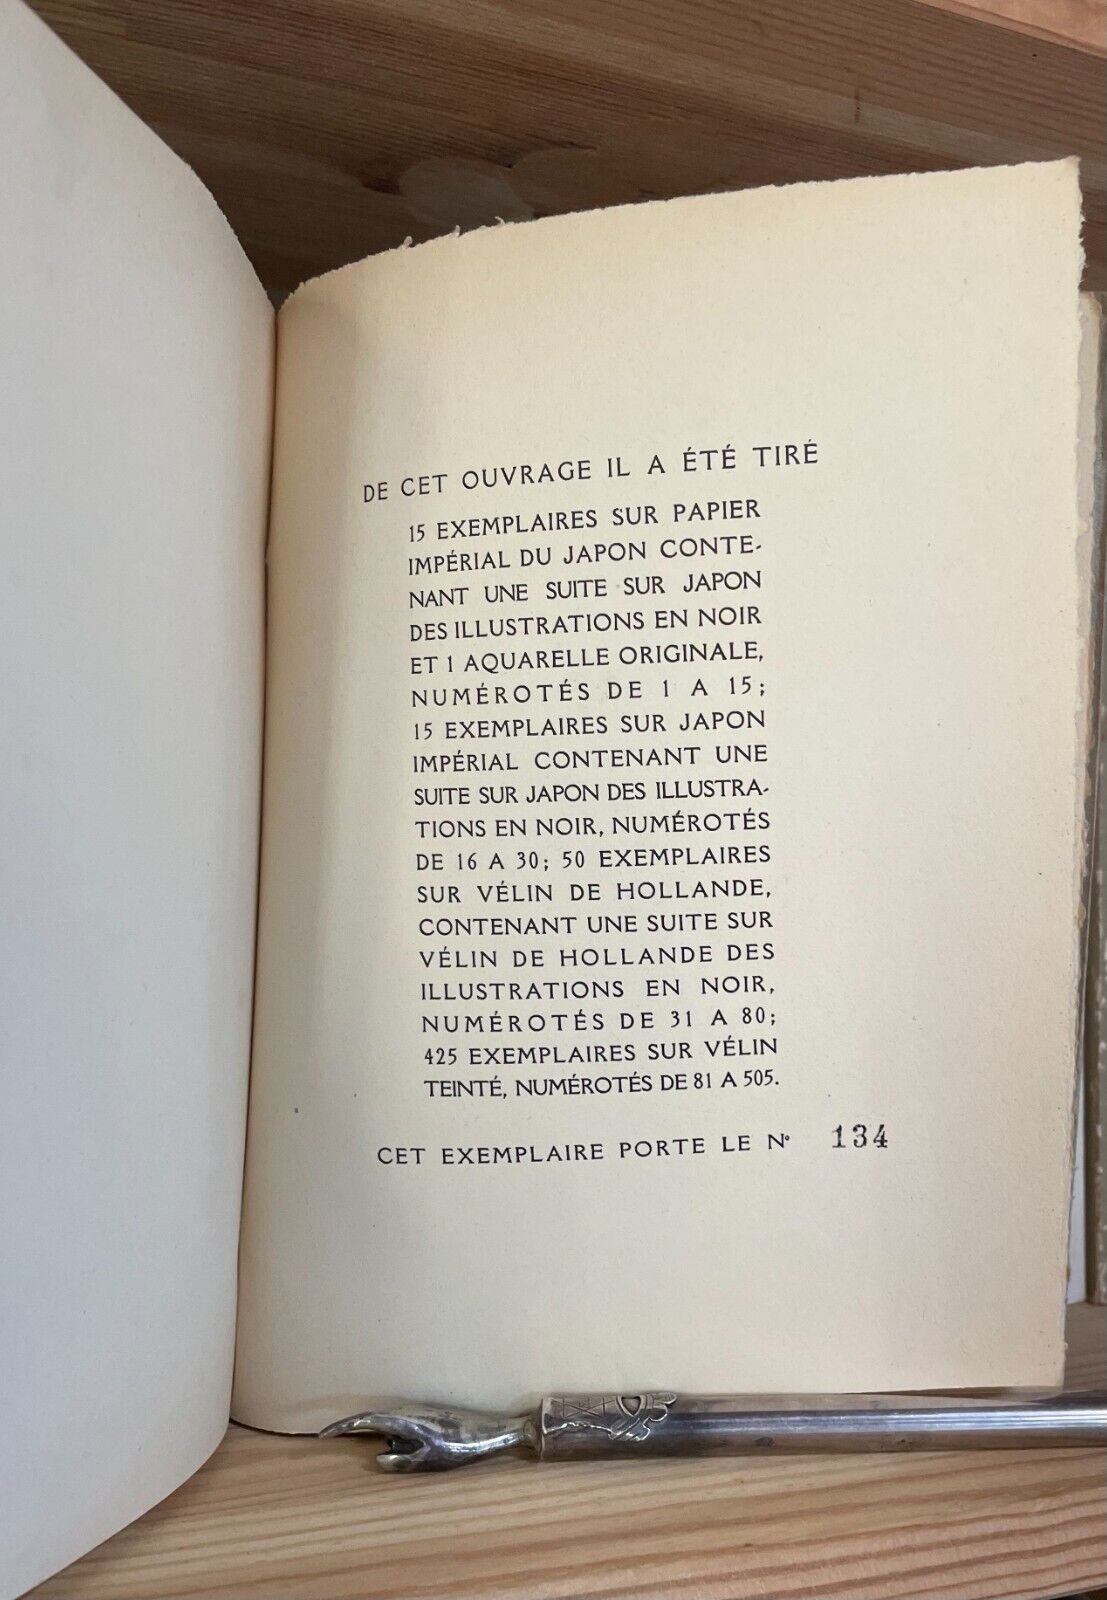 DE CET OUVRAGE IL A ÉTÉ TIRÉ
15 EXEMPLAIRES SUR PAPIER
IMPÉRIAL DU JAPON CONTE-
NANT UNE SUITE SUR JAPON
DES ILLUSTRATIONS EN NOIR
ET 1 AQUARELLE ORIGINALE,
NUMÉROTÉS DE 1 A 15;
15 EXEMPLAIRES SUR JAPON
IMPÉRIAL CONTENANT UNE
SUITE SUR JAPON DES ILLUSTRA-
TIONS EN NOIR, NUMÉROTÉS
DE 16 A 30; 50 EXEMPLAIRES
SUR VÉLIN DE HOLLANDE,
CONTENANT UNE SUITE SUR
VÉLIN DE HOLLANDE DES
ILLUSTRATIONS EN NOIR,
NUMÉROTÉS DE 31 A 80;
425 EXEMPLAIRES SUR VÉLIN
TEINTÉ, NUMÉROTÉS DE 81 A 505.
CET EXEMPLAIRE PORTE LE N° 134